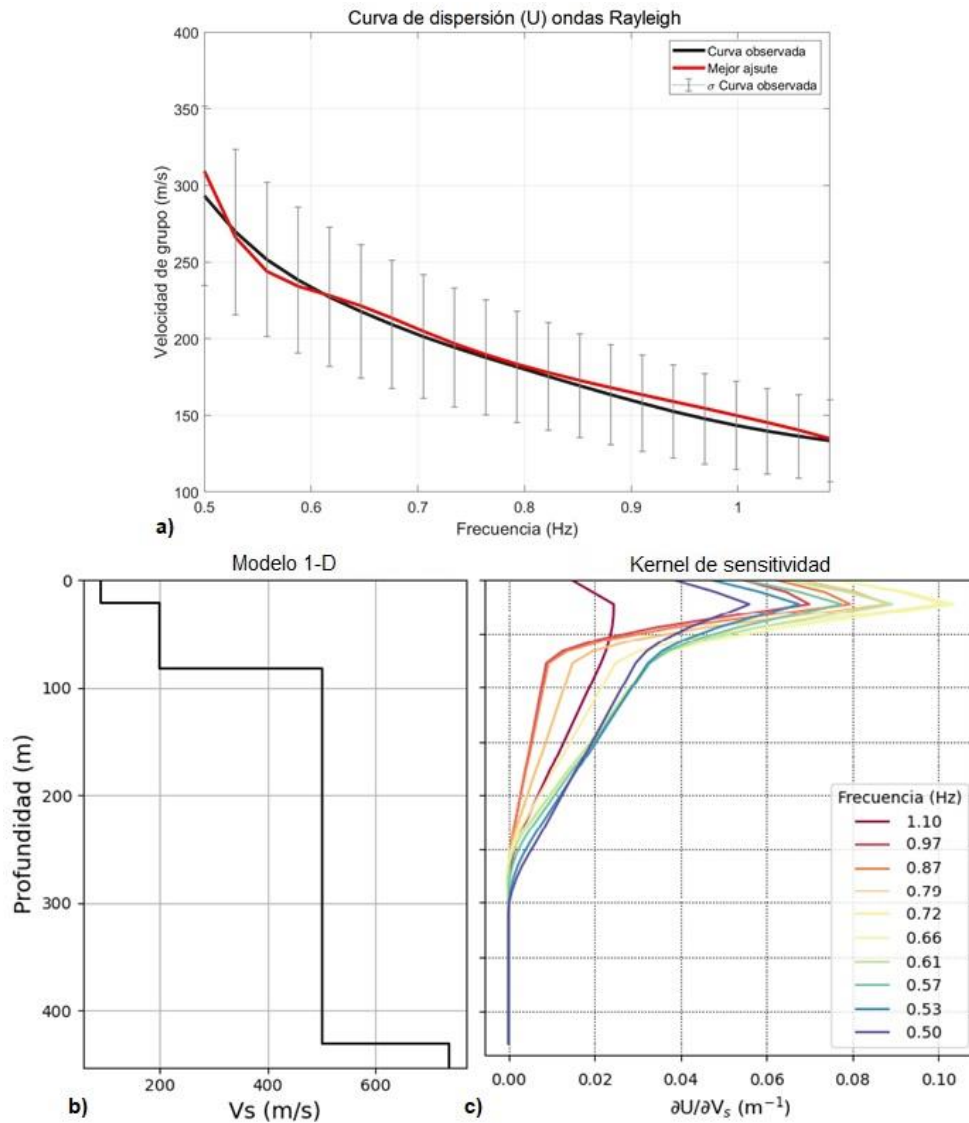 Curva de dispersión (U) ondas Rayleigh
400
350
300
250
200
150
100
Velocidad de grupo (m/s)
Curva observada
Mejor ajsute
σ Curva observada
0.5 0.6 0.7 0.8 0.9 1
Frecuencia (Hz)
a)
Modelo 1-D
0
100
200
300
400
Profundidad (m)
200 400 600
Vs (m/s)
b)
Kernel de sensitividad
Frecuencia (Hz)
1.10
0.97
0.87
0.79
0.72
0.66
0.61
0.57
0.53
0.50
0.00 0.02 0.04 0.06 0.08 0.10
∂U/∂Vₛ (m⁻¹)
c)